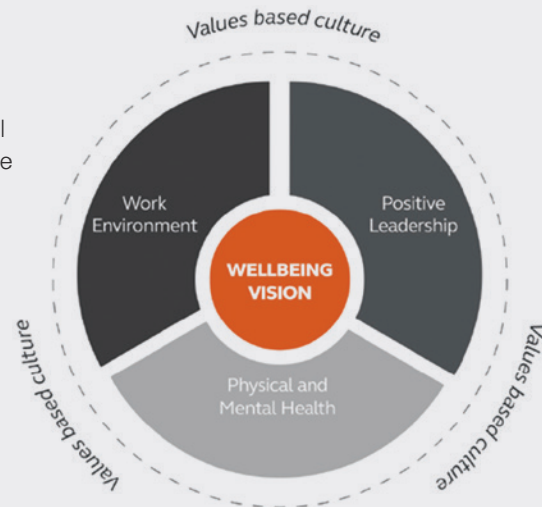 Values based culture
l
e
Work
Environment
Positive
Leadership
WELLBEING
VISION
Physical and
Mental Health
Values based culture
Values based culture